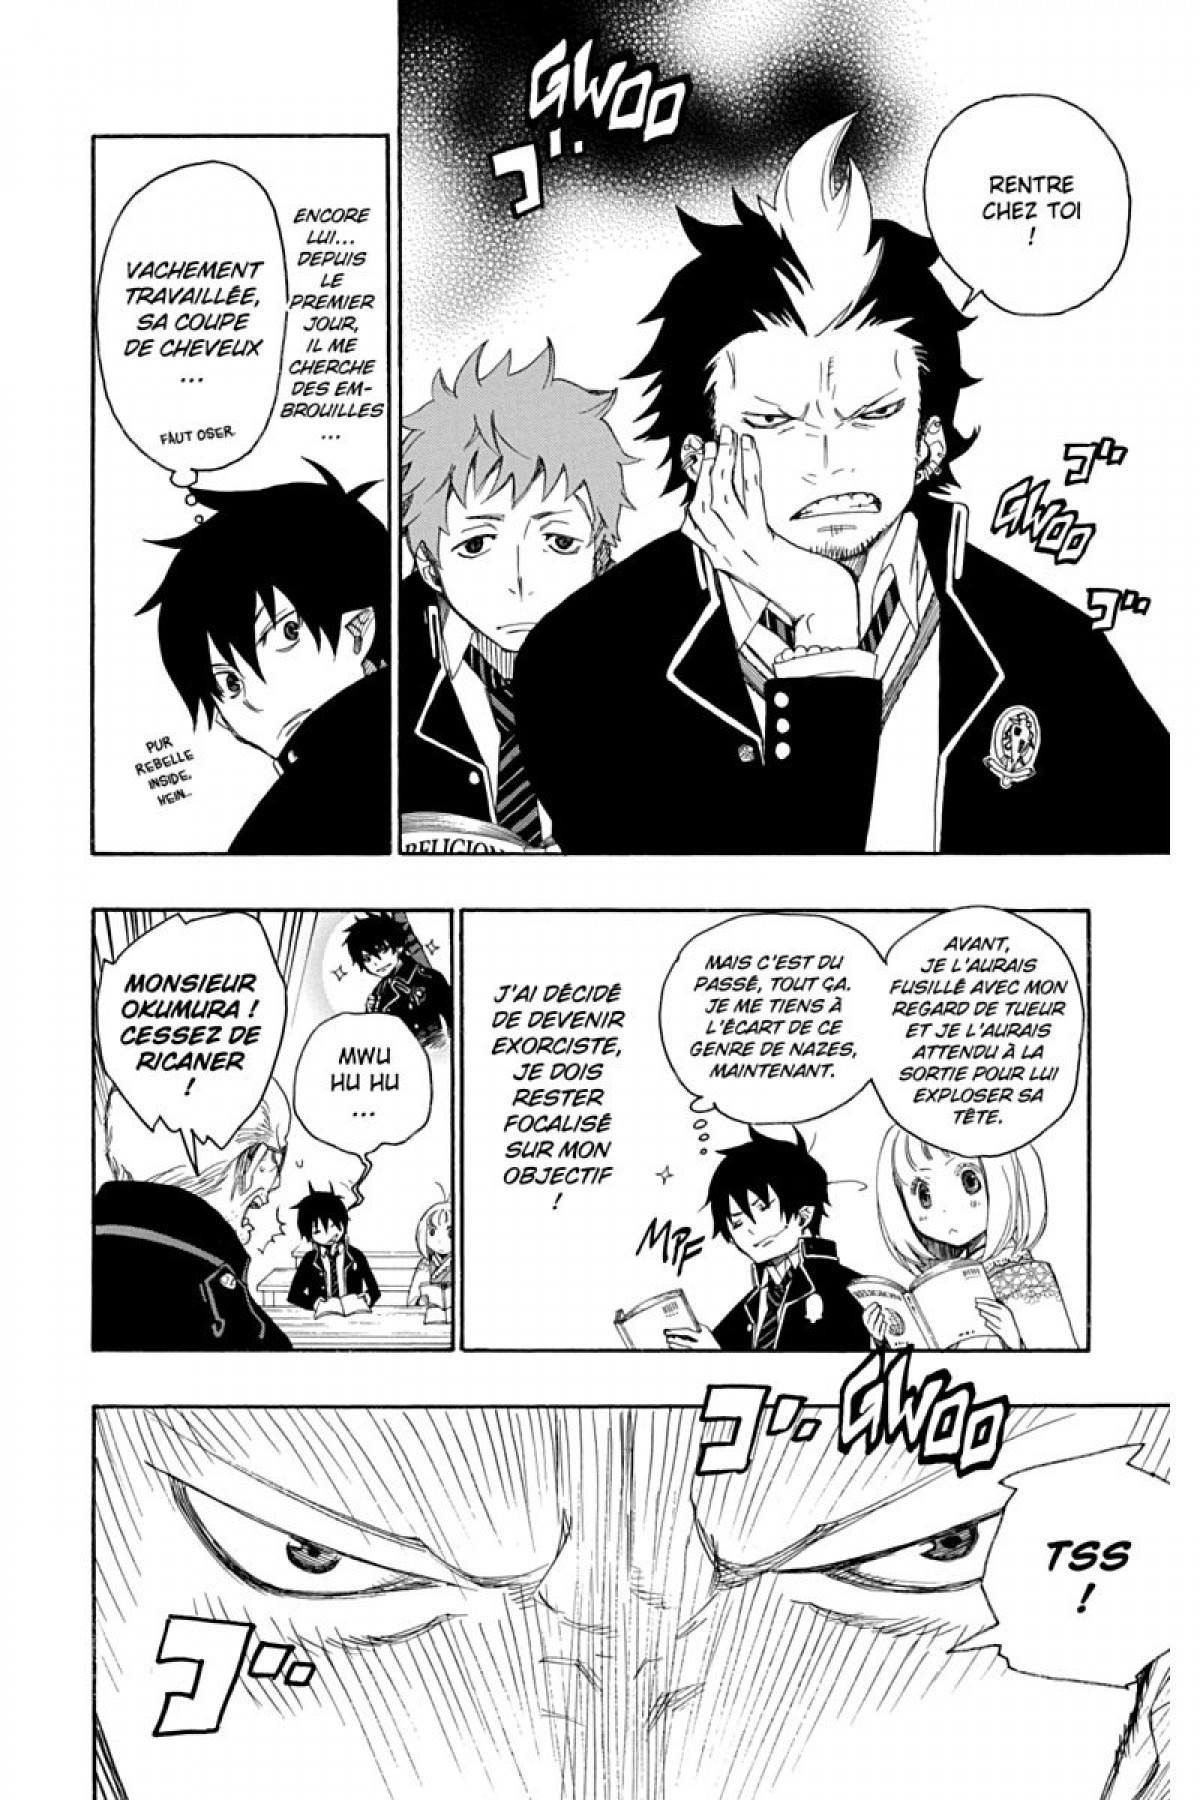 GWOO
ゴ...
RENTRE
CHEZ TOI
!
ゴ..
GWOO
ゴ..
ENCORE
LUI...
DEPUIS
LE
PREMIER
JOUR,
IL ME
CHERCHE
DES EM-
BROUILLES
...
VACHEMENT
TRAVAILLÉE,
SA COUPE
DE CHEVEUX
...
FAUT OSER
PUR
REBELLE
INSIDE,
HEIN...
RELIGION
AVANT,
JE L'AURAIS
FUSILLÉ AVEC MON
REGARD DE TUEUR
ET JE L'AURAIS
ATTENDU À LA
SORTIE POUR LUI
EXPLOSER SA
TÊTE.
MAIS C'EST DU
PASSÉ, TOUT ÇA.
JE ME TIENS À
L'ÉCART DE CE
GENRE DE NAZES,
MAINTENANT.
J'AI DÉCIDÉ
DE DEVENIR
EXORCISTE,
JE DOIS
RESTER
FOCALISÉ
SUR MON
OBJECTIF
!
MPF
RELIGION
MWU
HU HU
...
MONSIEUR
OKUMURA !
CESSEZ DE
RICANER
!
ゴ..
GWOO
TSS
!
ゴ..